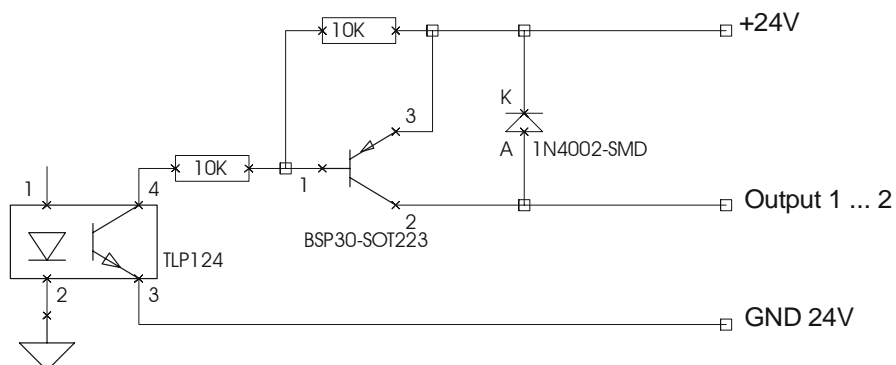 10K
+24V
K
3
A 1N4002-SMD
10K
1
1
4
2
Output 1 ... 2
BSP30-SOT223
TLP124
2
3
GND 24V